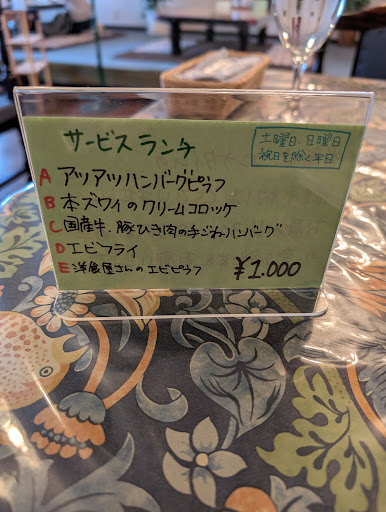 サービスランチ
土曜日・日曜日
祝日を除く平日
A アツアツハンバーグピラフ
B 本ズワイのクリームコロッケ
C 国産牛、豚ひき肉の手ごねハンバーグ
D エビフライ
E 洋食屋さんのエビピラフ
¥1.000